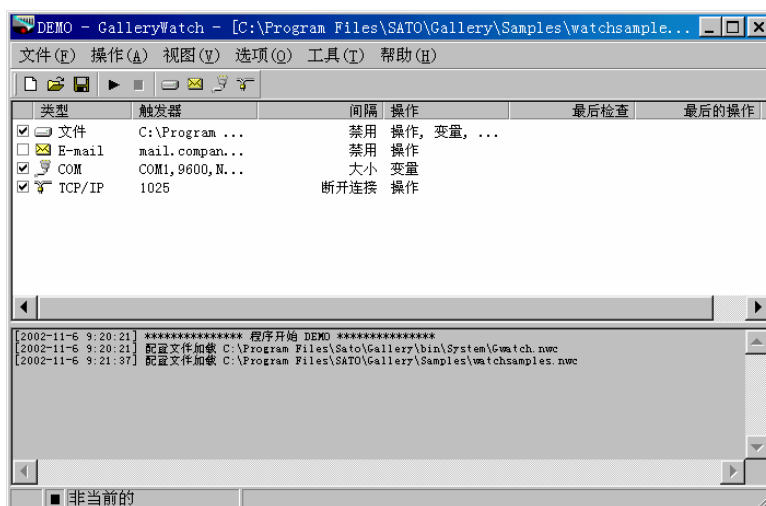 DEMO - GalleryWatch - [C:\Program Files\SATO\Gallery\Samples\watchsample...
文件(F) 操作(A) 视图(V) 选项(O) 工具(T) 帮助(H)
类型 触发器 间隔 操作 最后检查 最后的操作
文件 C:\Program ... 禁用 操作, 变量, ...
E-mail mail.compan... 禁用 操作
COM COM1,9600,N... 大小 变量
TCP/IP 1025 断开连接 操作
[2002-11-6 9:20:21] *************** 程序开始 DEMO ***************
[2002-11-6 9:20:21] 配置文件加载 C:\Program Files\Sato\Gallery\bin\System\Gwatch.nwc
[2002-11-6 9:21:37] 配置文件加载 C:\Program Files\SATO\Gallery\Samples\watchsamples.nwc
非当前的